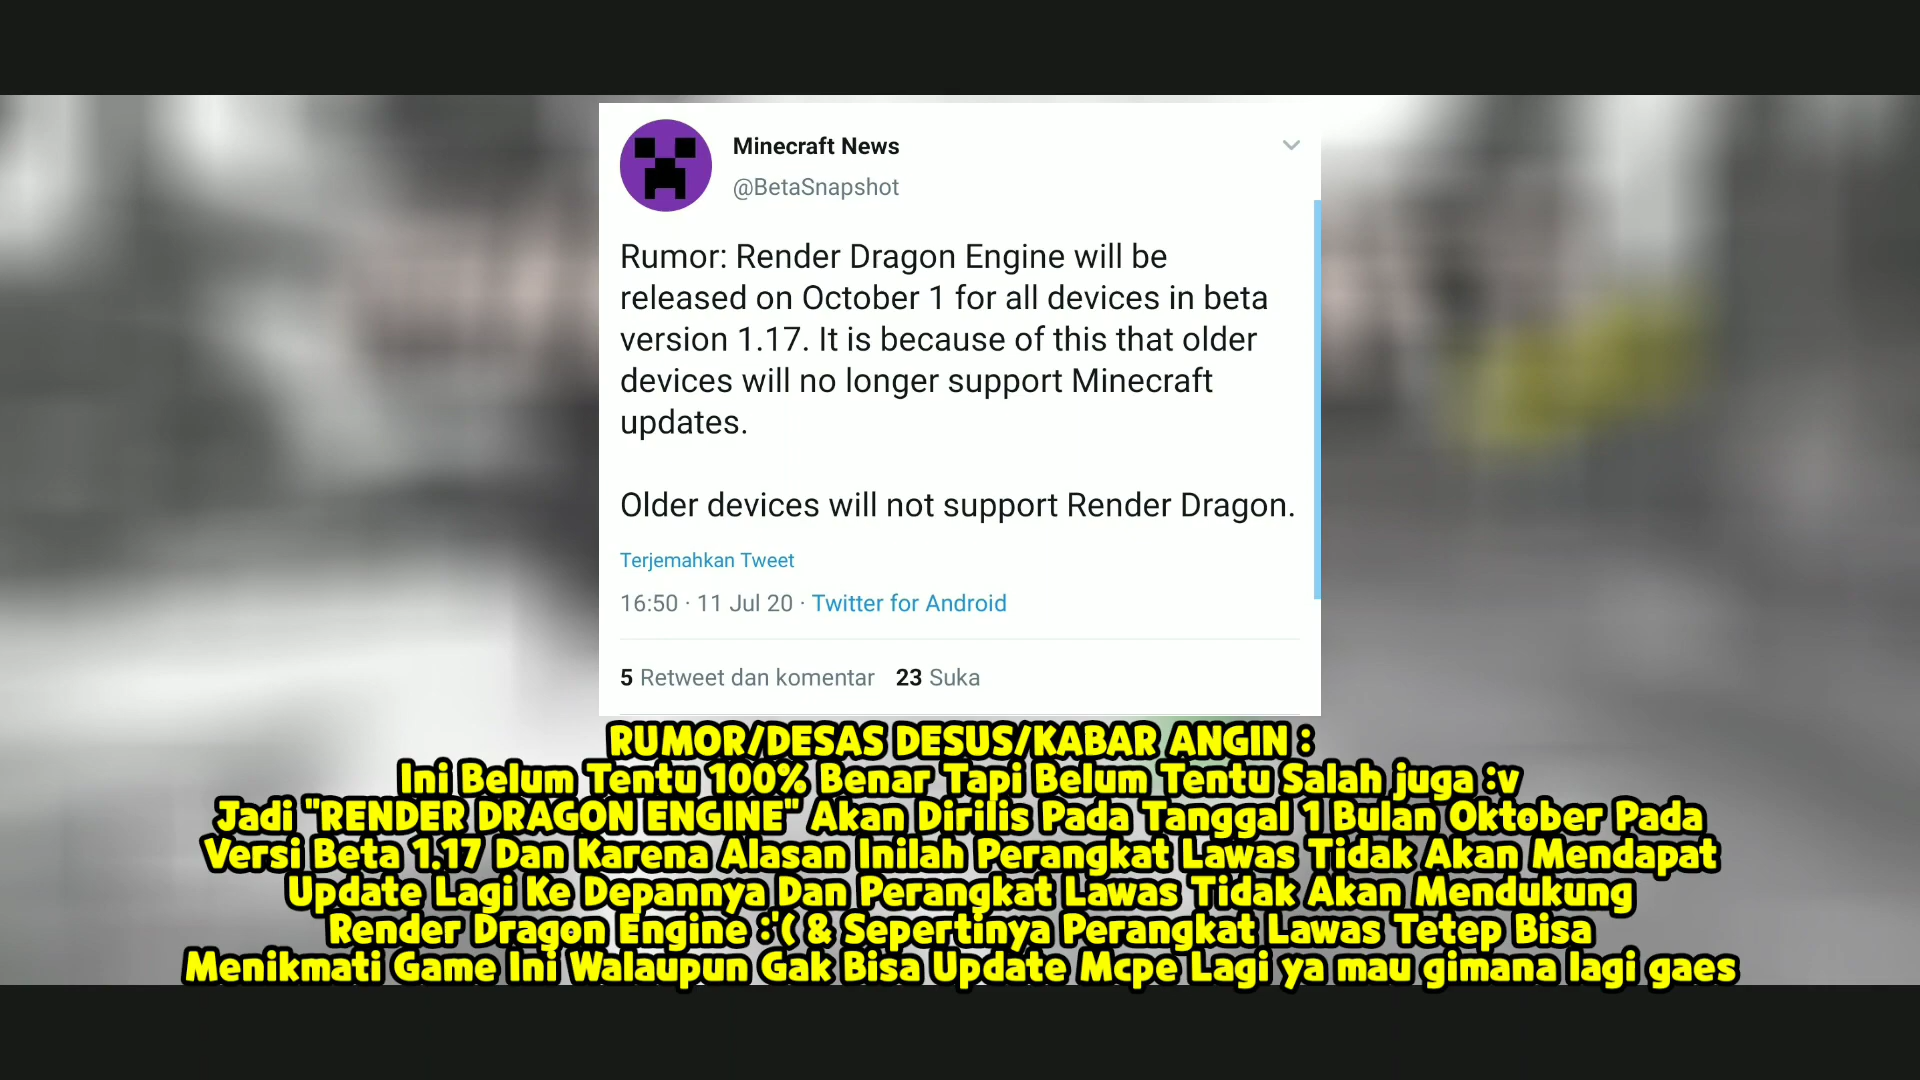 Minecraft News
@BetaSnapshot
Rumor: Render Dragon Engine will be
released on October 1 for all devices in beta
version 1.17. It is because of this that older
devices will no longer support Minecraft
updates.
Older devices will not support Render Dragon.
Terjemahkan Tweet
16:50 · 11 Jul 20 · Twitter for Android
5 Retweet dan komentar 23 Suka
RUMOR/DESAS DESUS/KABAR ANGIN :
Ini Belum Tentu 100% Benar Tapi Belum Tentu Salah juga :v
Jadi "RENDER DRAGON ENGINE" Akan Dirilis Pada Tanggal 1 Bulan Oktober Pada
Versi Beta 1.17 Dan Karena Alasan Inilah Perangkat Lawas Tidak Akan Mendapat
Update Lagi Ke Depannya Dan Perangkat Lawas Tidak Akan Mendukung
Render Dragon Engine :'( & Sepertinya Perangkat Lawas Tetep Bisa
Menikmati Game Ini Walaupun Gak Bisa Update Mcpe Lagi ya mau gimana lagi gaes